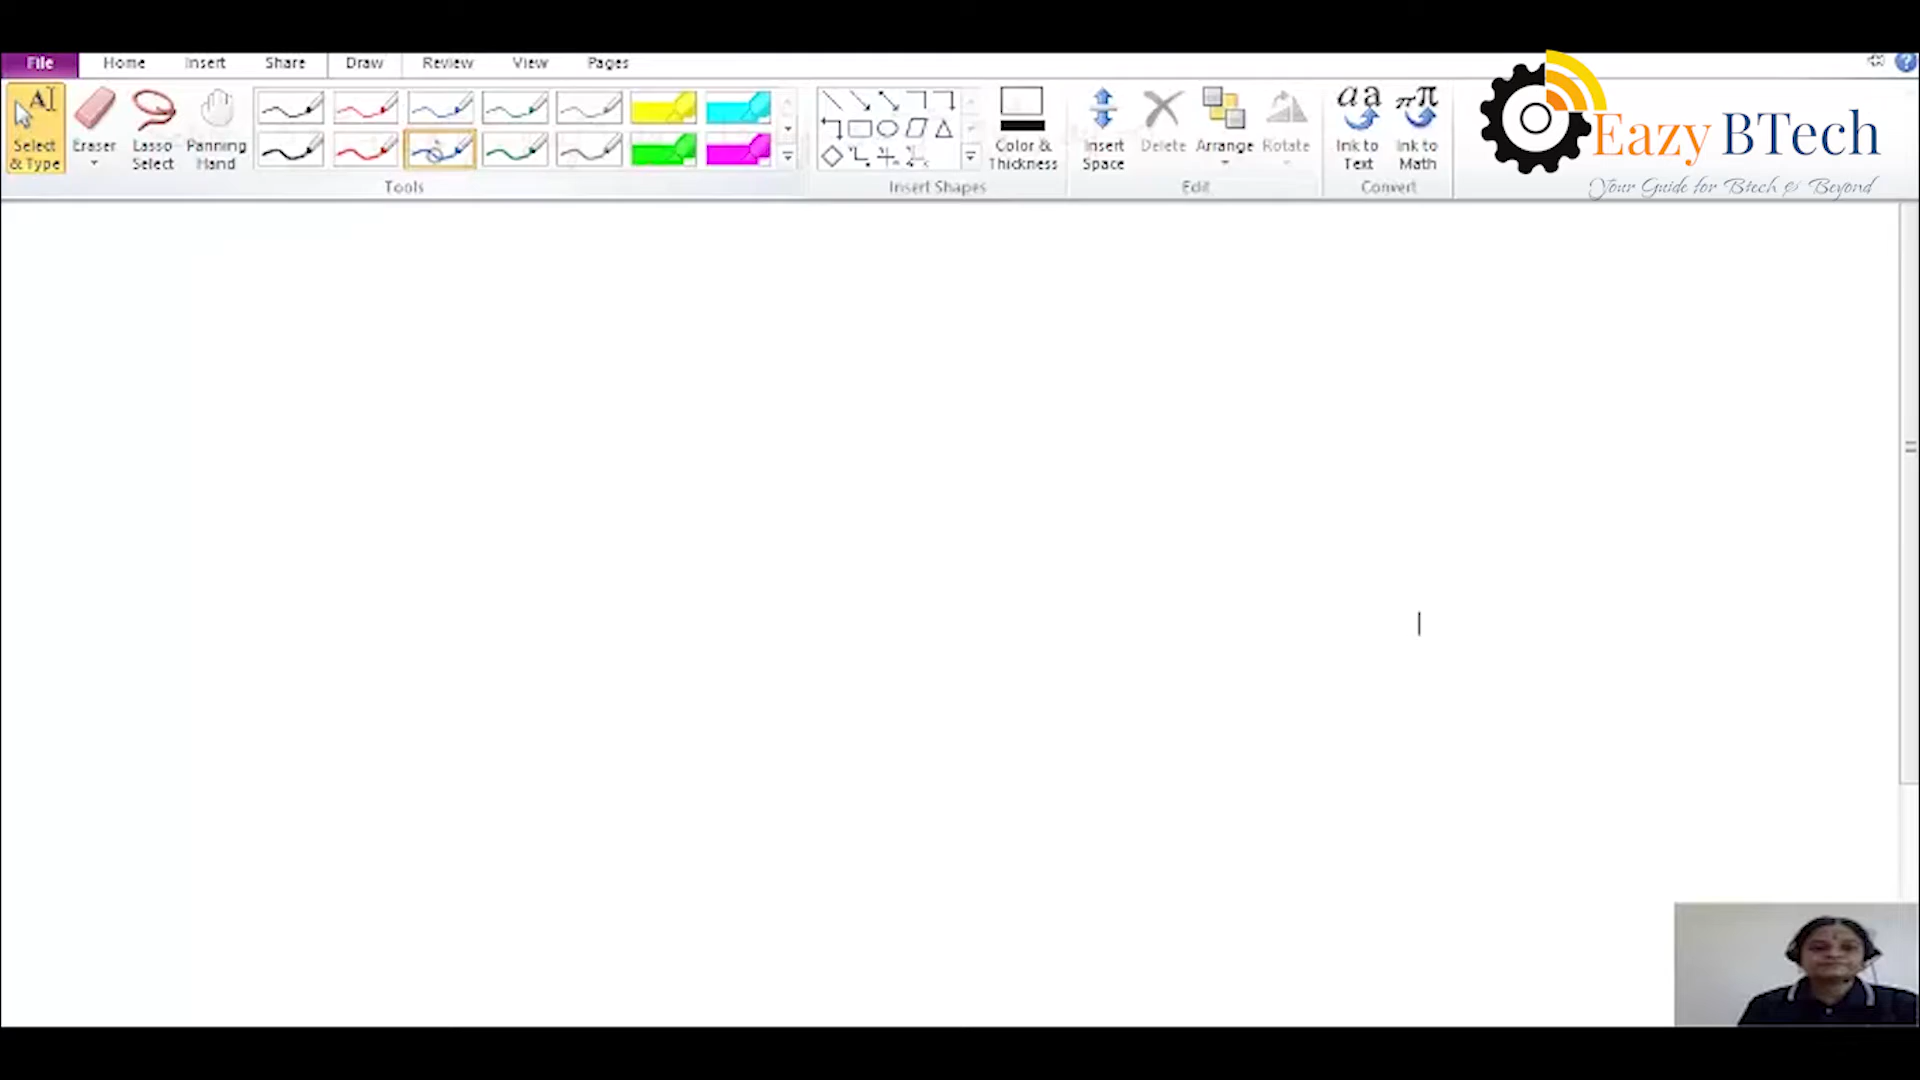 File Home Insert Share Draw Review View Pages
Select & Type
Eraser
Lasso Select
Panning Hand
Color & Thickness
Insert Space
Delete
Arrange
Rotate
Ink to Text
Ink to Math
Tools Insert Shapes Edit Convert
Eazy BTech
Your Guide for Btech & Beyond